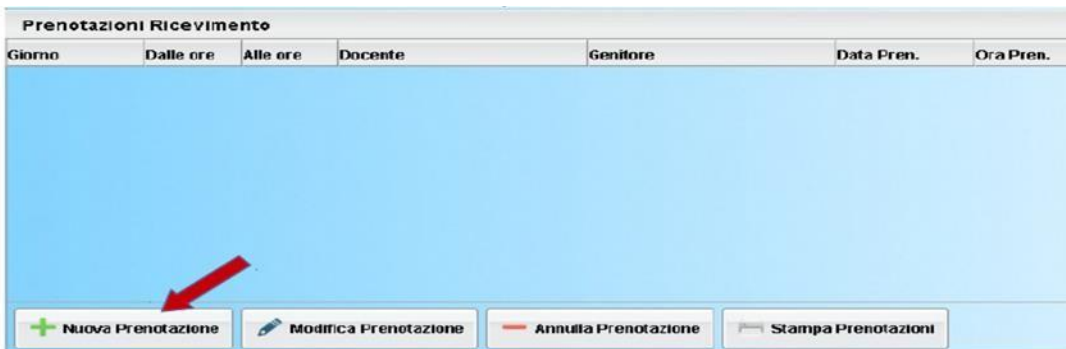 Prenotazioni Ricevimento
Giorno Dalle ore Alle ore Docente Genitore Data Pren. Ora Pren.
Nuova Prenotazione Modifica Prenotazione Annulla Prenotazione Stampa Prenotazioni